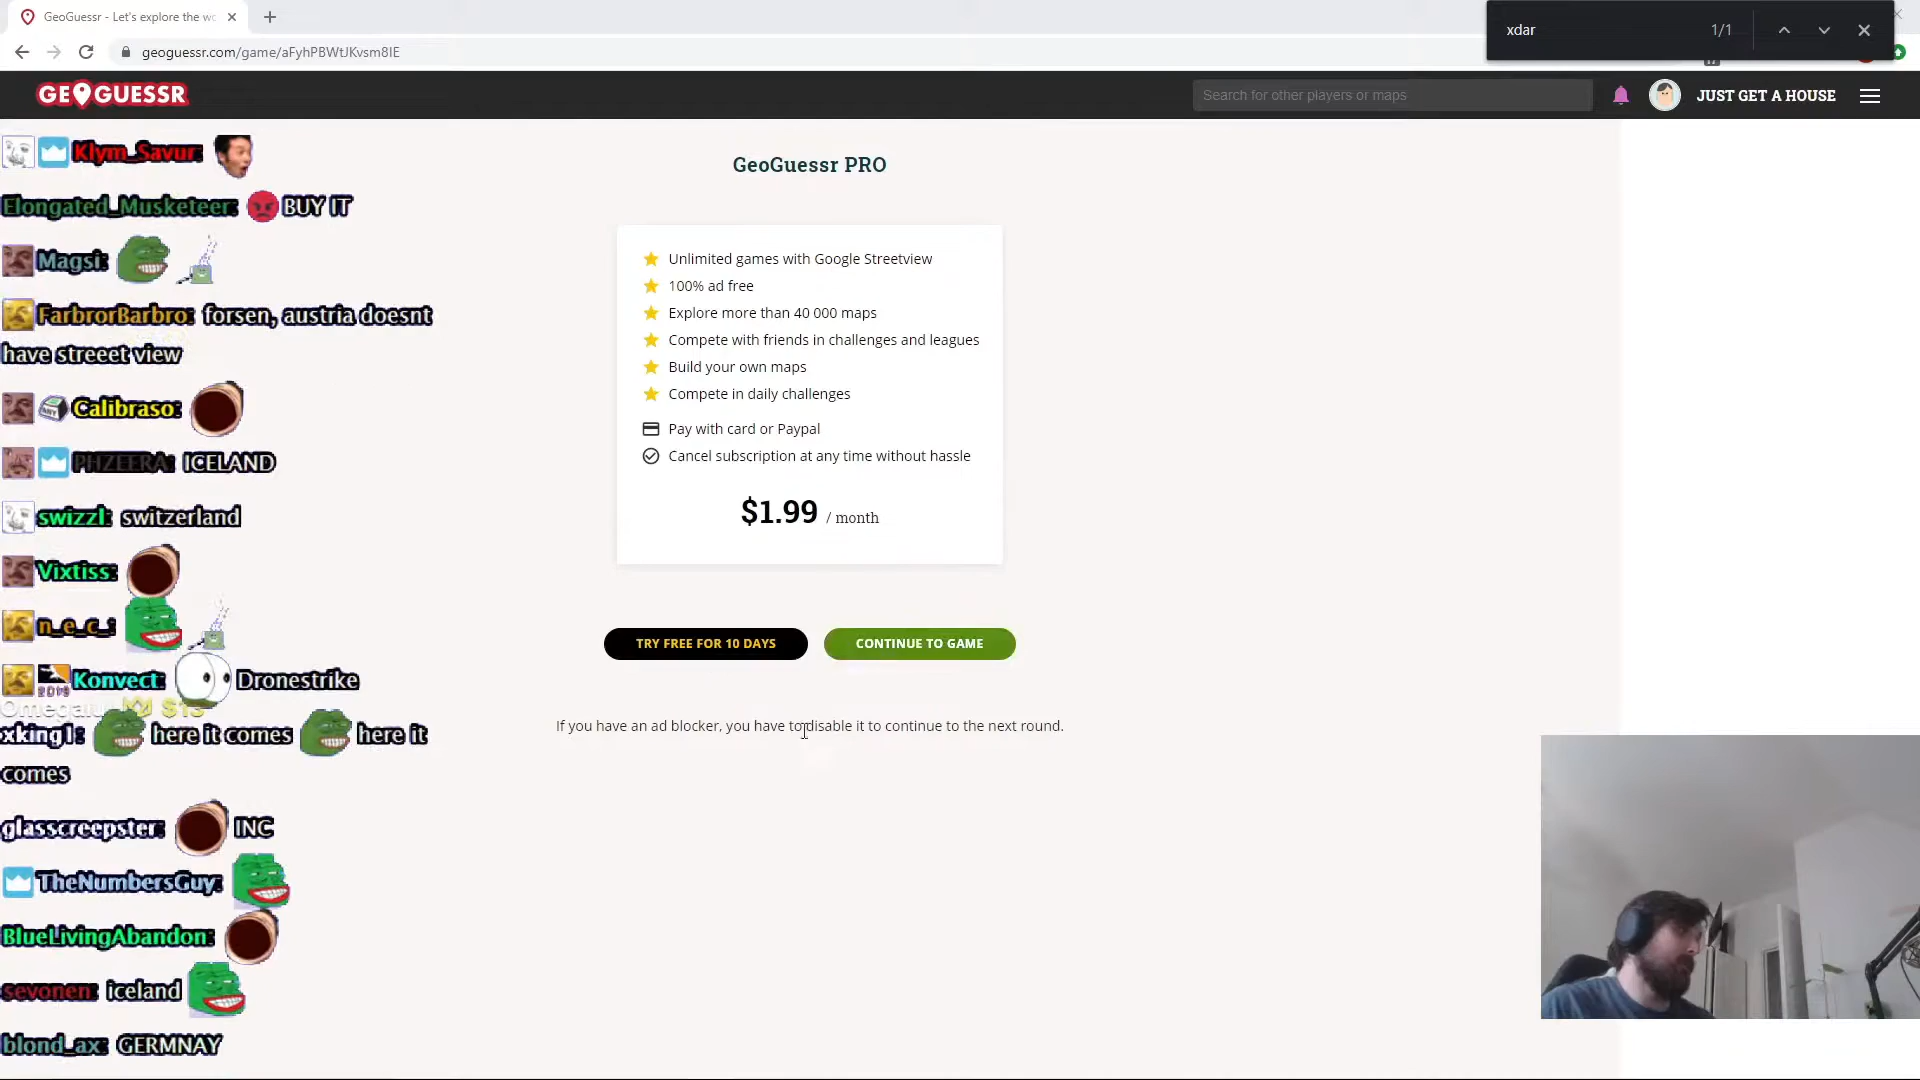 GeoGuessr - Let's explore the wo
xdar
1/1
geoguessr.com/game/aFyhPBWtJKvsm8IE
GEOGUESSR
Search for other players or maps
JUST GET A HOUSE
Klym_Savur:
Elongated_Musketeer: BUY IT
Magsi:
FarbrorBarbro: forsen, austria doesnt
have streeet view
Calibraso:
PHZEERA: ICELAND
swizzl: switzerland
Vixtiss:
n_e_c_:
2019
Konvect: Dronestrike
$13
xking1: here it comes here it
comes
glasscreepster: INC
TheNumbersGuy:
BlueLivingAbandon:
sevonen: iceland
blond_ax: GERMNAY
GeoGuessr PRO
Unlimited games with Google Streetview
100% ad free
Explore more than 40 000 maps
Compete with friends in challenges and leagues
Build your own maps
Compete in daily challenges
Pay with card or Paypal
Cancel subscription at any time without hassle
$1.99 / month
TRY FREE FOR 10 DAYS
CONTINUE TO GAME
If you have an ad blocker, you have to disable it to continue to the next round.